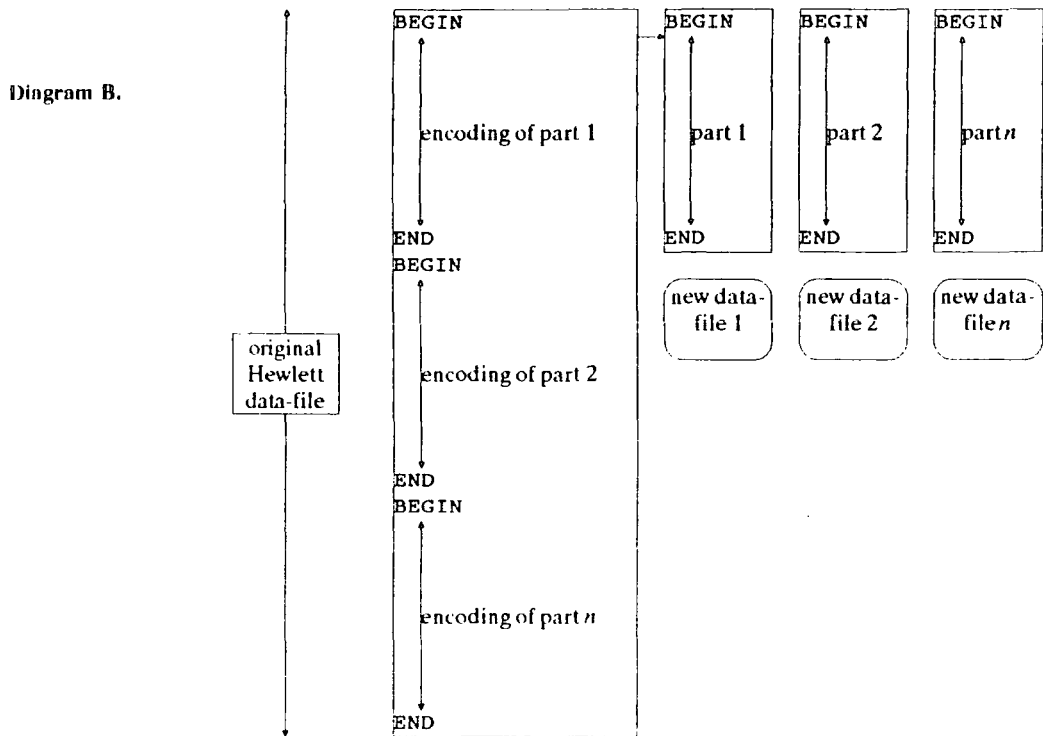 Diagram B.
original
Hewlett
data-file
BEGIN
encoding of part 1
END
BEGIN
encoding of part 2
END
BEGIN
encoding of part n
END
BEGIN
part 1
END
new data-
file 1
BEGIN
part 2
END
new data-
file 2
BEGIN
part n
END
new data-
file n